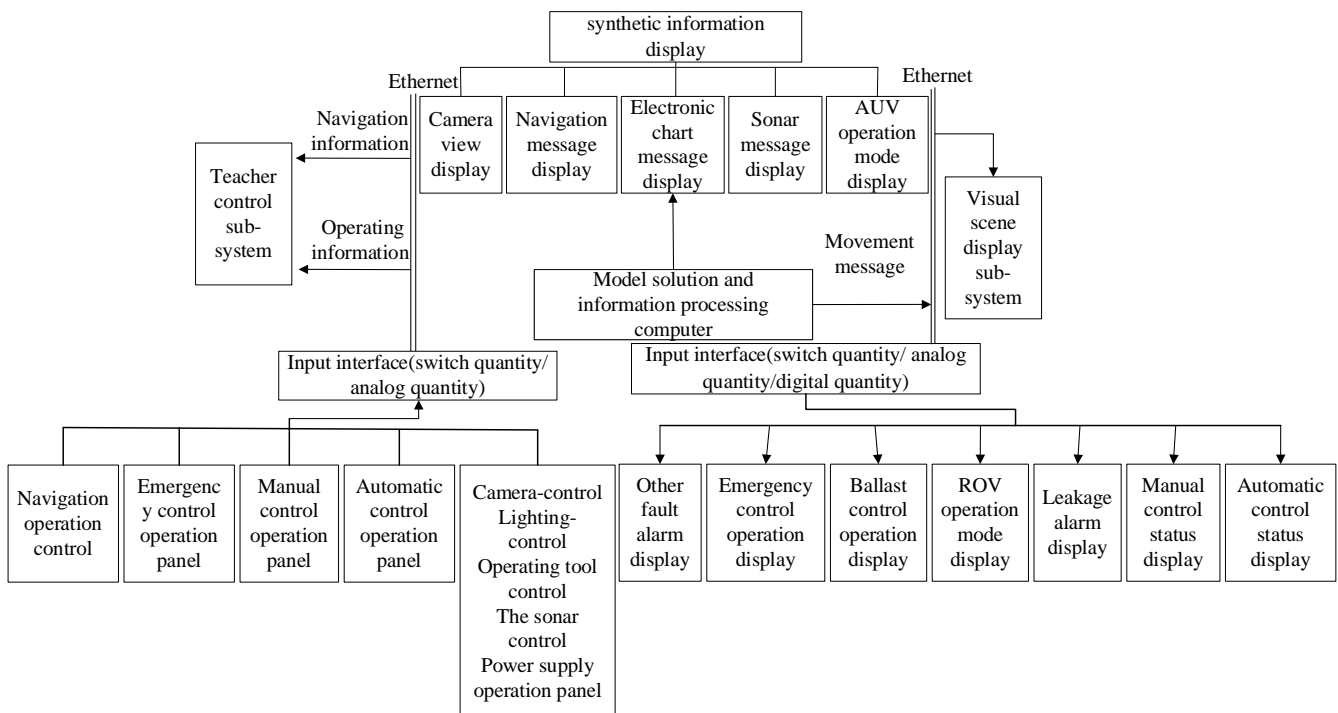 synthetic information
display
Ethernet
Ethernet
Navigation
information
Camera
view
display
Navigation
message
display
Electronic
chart
message
display
Sonar
message
display
AUV
operation
mode
display
Teacher
control
sub-
system
Operating
information
Movement
message
Visual
scene
display
sub-
system
Model solution and
information processing
computer
Input interface(switch quantity/
analog quantity)
Input interface(switch quantity/ analog
quantity/digital quantity)
Navigation
operation
control
Emergenc
y control
operation
panel
Manual
control
operation
panel
Automatic
control
operation
panel
Camera-control
Lighting-
control
Operating tool
control
The sonar
control
Power supply
operation panel
Other
fault
alarm
display
Emergency
control
operation
display
Ballast
control
operation
display
ROV
operation
mode
display
Leakage
alarm
display
Manual
control
status
display
Automatic
control
status
display